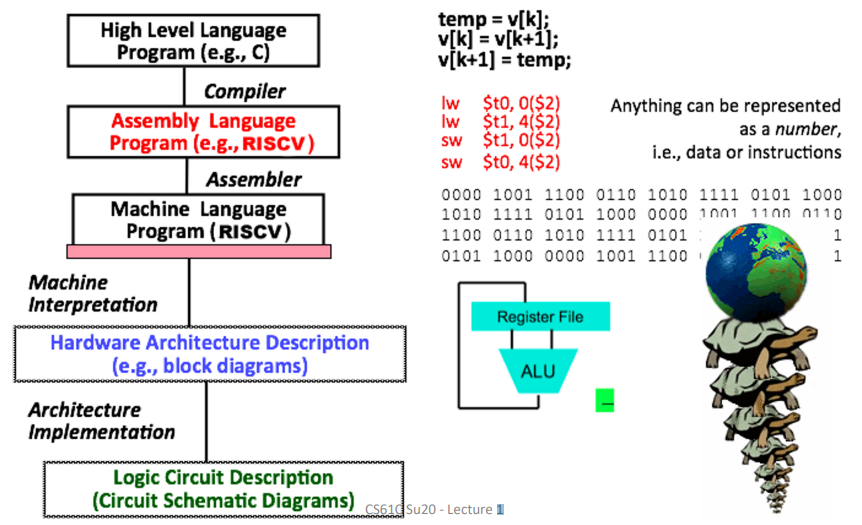 High Level Language
Program (e.g., C)
Compiler
Assembly Language
Program (e.g., RISCV)
Assembler
Machine Language
Program (RISCV)
Machine
Interpretation
Hardware Architecture Description
(e.g., block diagrams)
Architecture
Implementation
Logic Circuit Description
(Circuit Schematic Diagrams)
temp = v[k];
v[k] = v[k+1];
v[k+1] = temp;
lw $t0, 0($2)
lw $t1, 4($2)
sw $t1, 0($2)
sw $t0, 4($2)
Anything can be represented
as a number,
i.e., data or instructions
0000 1001 1100 0110 1010 1111 0101 1000
1010 1111 0101 1000 0000 1001 1100 0110
1100 0110 1010 1111 0101 1
0101 1000 0000 1001 1100 1
Register File
ALU
CS61C Su20 - Lecture 1